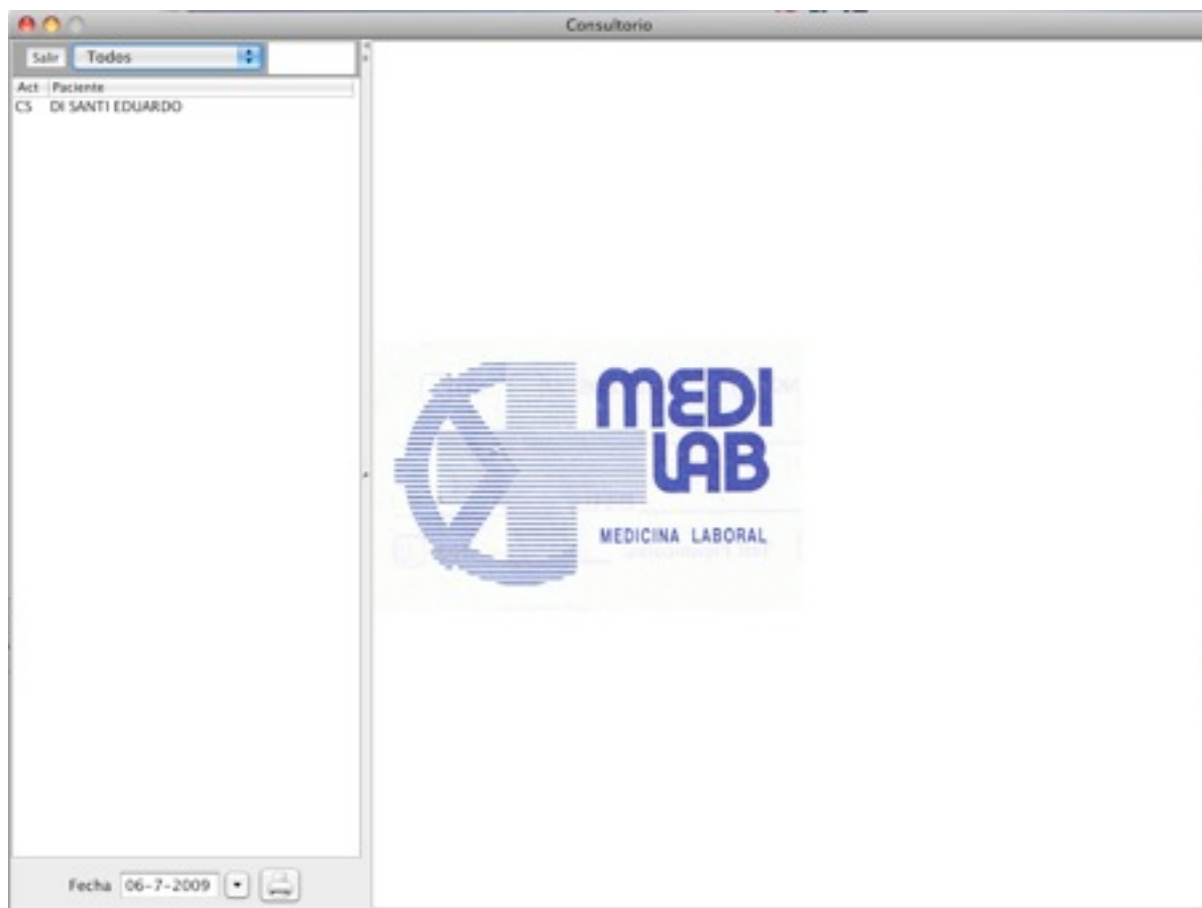 Consultorio
Salir Todos
Act Paciente
CS DI SANTI EDUARDO
MEDI
LAB
MEDICINA LABORAL
Fecha 06-7-2009